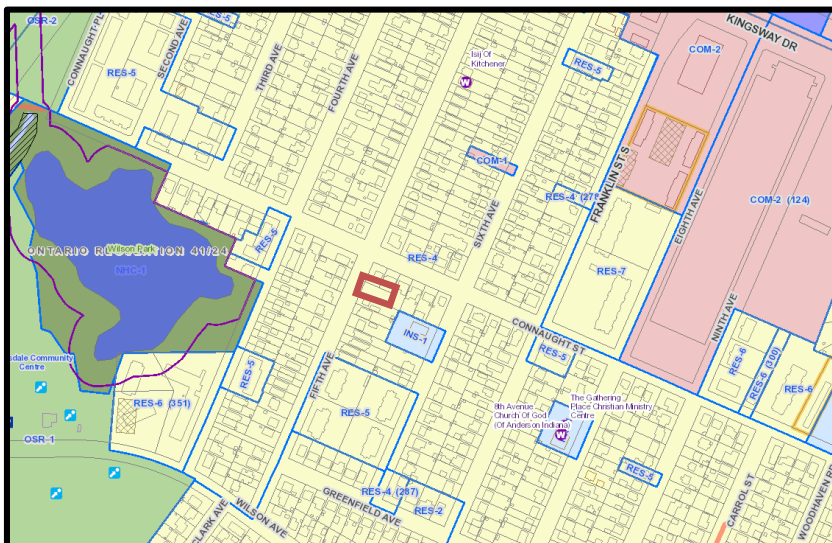 OSR-2
CONNAUGHT PL
SECOND AVE
RES-5
THIRD AVE
FOURTH AVE
RES-5
Isij Of
Kitchener
RES-5
COM-2
KINGSWAY DR
COM-1
RES-4
FRANKLIN ST S
EIGHTH AVE
COM-2 (124)
SIXTH AVE
RES-5
Wilson Park
NHC-1
RES-4
RES-7
NINTH AVE
CONNAUGHT ST
INS-1
RES-5
RES-6
RES-6 (300)
RES-6
Community
Centre
RES-5
FIFTH AVE
RES-5
RES-6 (351)
OSR-1
8th Avenue
Church Of God
(Of Anderson Indiana)
The Gathering
Place Christian Ministry
Centre
RES-5
RES-4 (287)
RES-2
GREENFIELD AVE
WILSON AVE
CLARK AVE
CARROL ST
WOODHAVEN RD